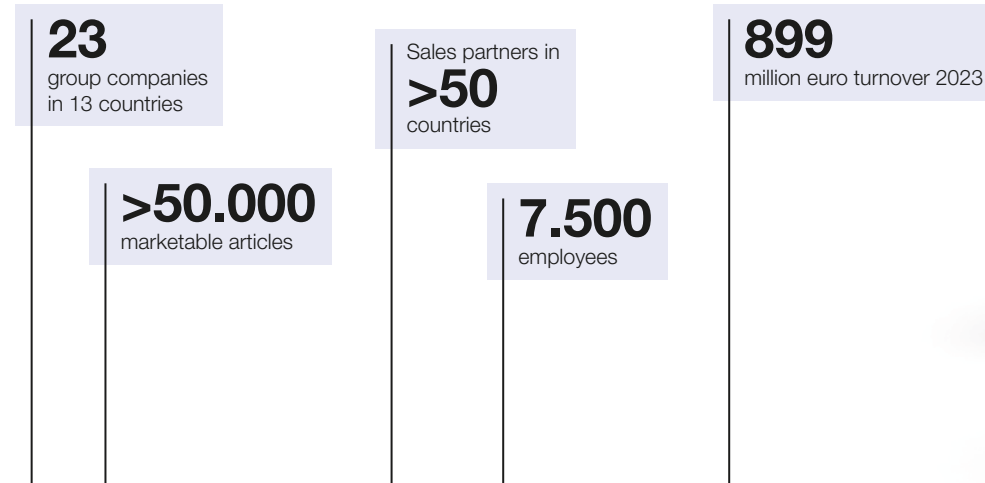 23
group companies
in 13 countries
>50.000
marketable articles
Sales partners in
>50
countries
7.500
employees
899
million euro turnover 2023